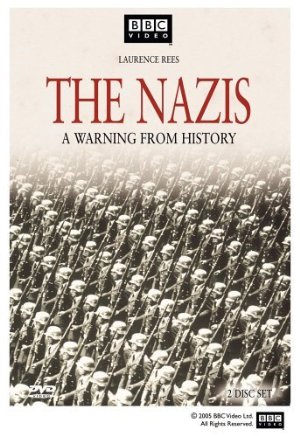 BBC
VIDEO
LAURENCE REES
THE NAZIS
A WARNING FROM HISTORY
DVD
VIDEO
2 DISC SET
© 2005 BBC Video Ltd.
All Rights Reserved.
BBC
VIDEO